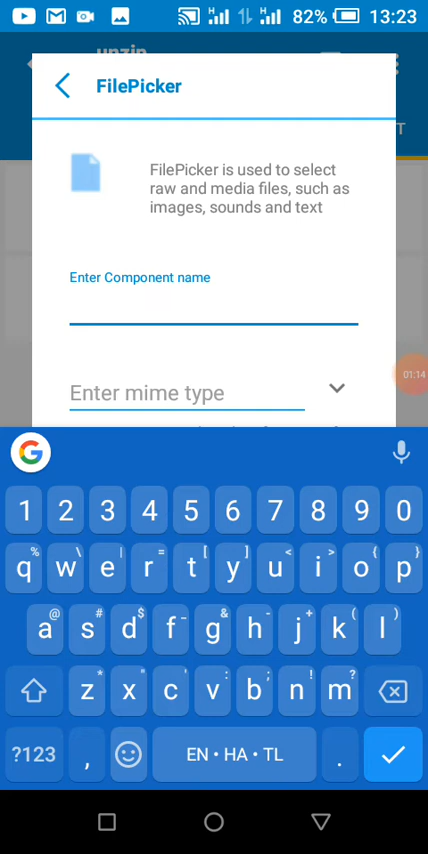 82% 13:23
unzip
FilePicker
T
FilePicker is used to select
raw and media files, such as
images, sounds and text
Enter Component name
01:14
Enter mime type
G
1 2 3 4 5 6 7 8 9 0
% \ | = [ ] < > { }
q w e r t y u i o p
@ # $ _ & - + ( )
a s d f g h j k l
* " ' : ; ! ?
z x c v b n m
?123 , EN • HA • TL .